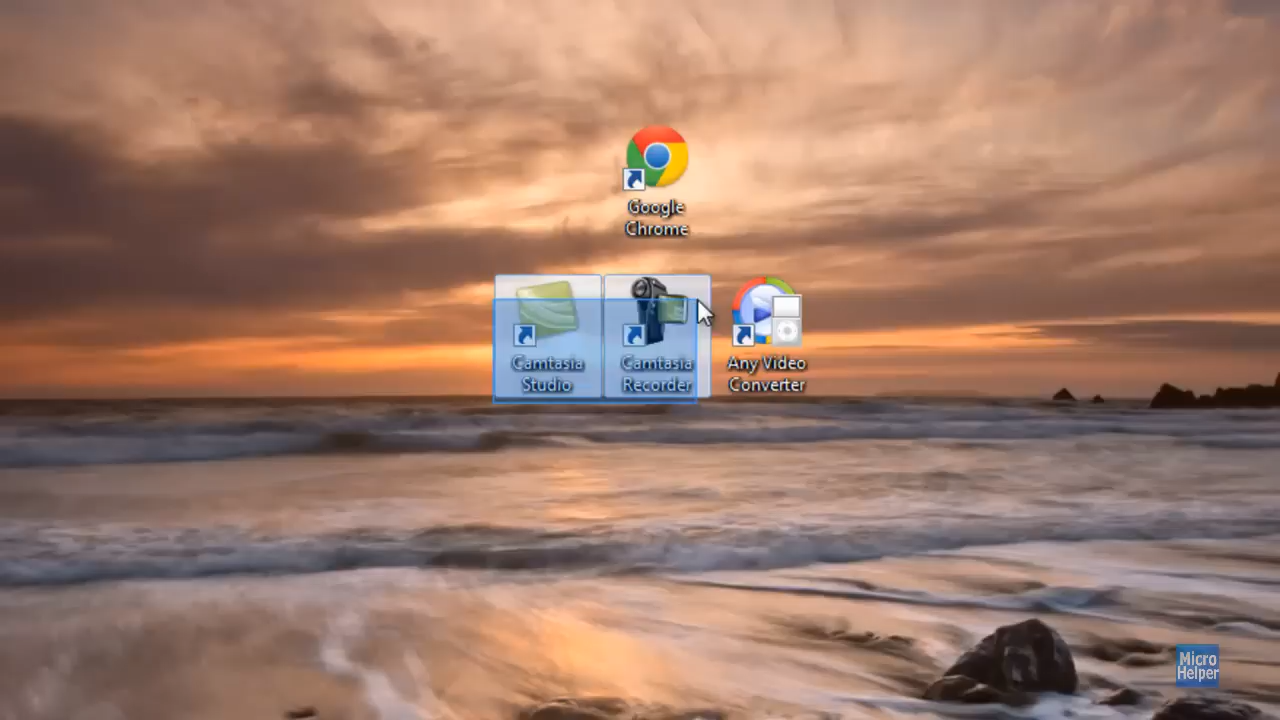 Google
Chrome
Camtasia
Studio
Camtasia
Recorder
Any Video
Converter
Micro
Helper